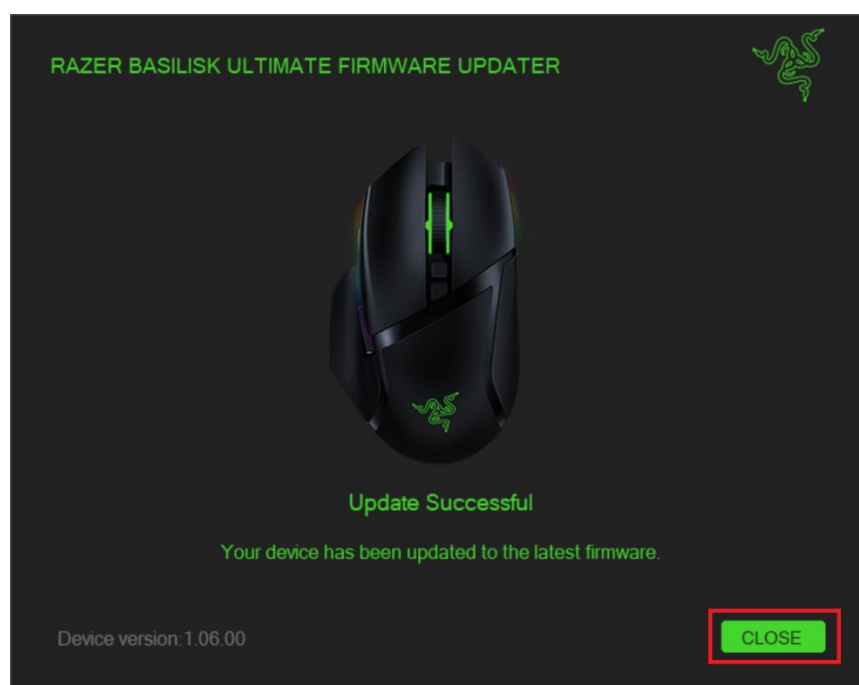 RAZER BASILISK ULTIMATE FIRMWARE UPDATER
Update Successful
Your device has been updated to the latest firmware.
Device version:1.06.00
CLOSE